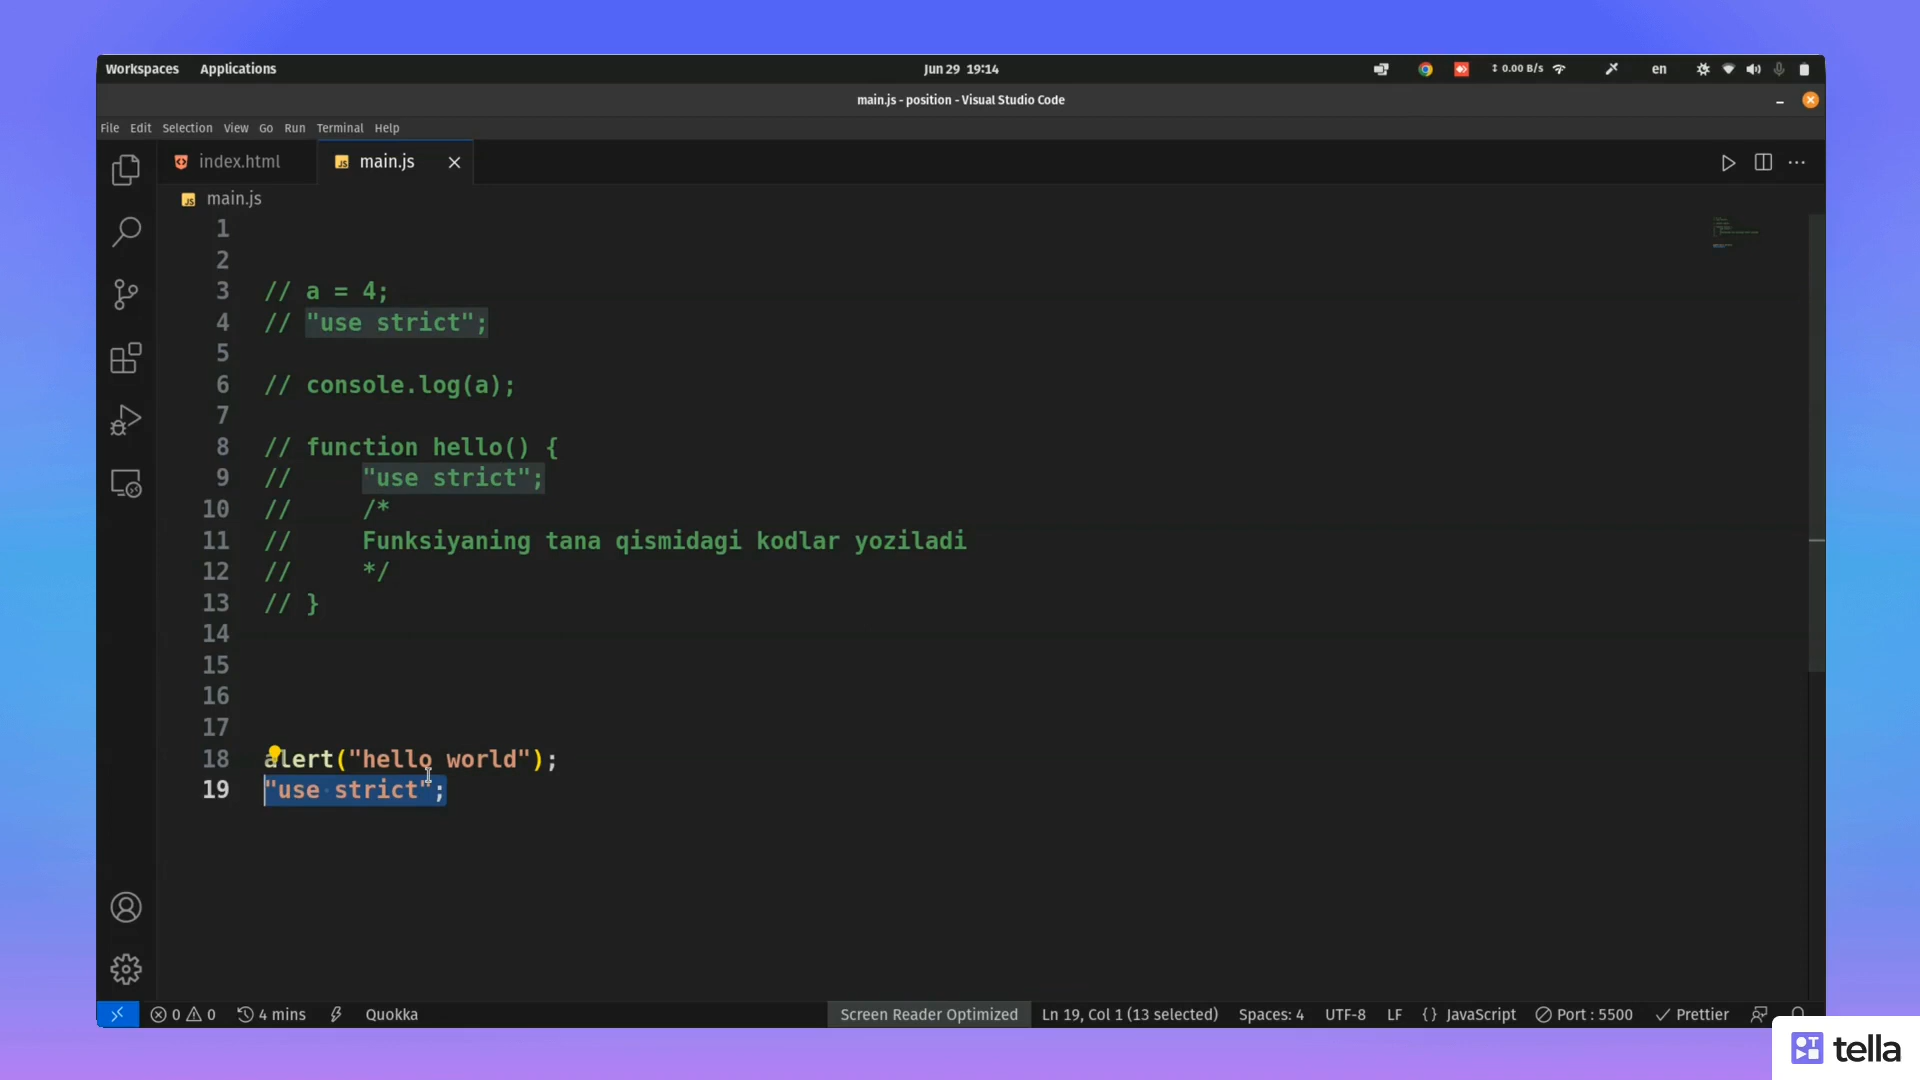 Workspaces Applications Jun 29 19:14 ↕ 0.00 B/s en
main.js - position - Visual Studio Code
File Edit Selection View Go Run Terminal Help
index.html JS main.js
JS main.js
1
2
3 // a = 4;
4 // "use strict";
5
6 // console.log(a);
7
8 // function hello() {
9 // "use strict";
10 // /*
11 // Funksiyaning tana qismidagi kodlar yoziladi
12 // */
13 // }
14
15
16
17
18 alert("hello world");
19 "use strict";
0 0 4 mins Quokka Screen Reader Optimized Ln 19, Col 1 (13 selected) Spaces: 4 UTF-8 LF {} JavaScript Port : 5500 Prettier
tella